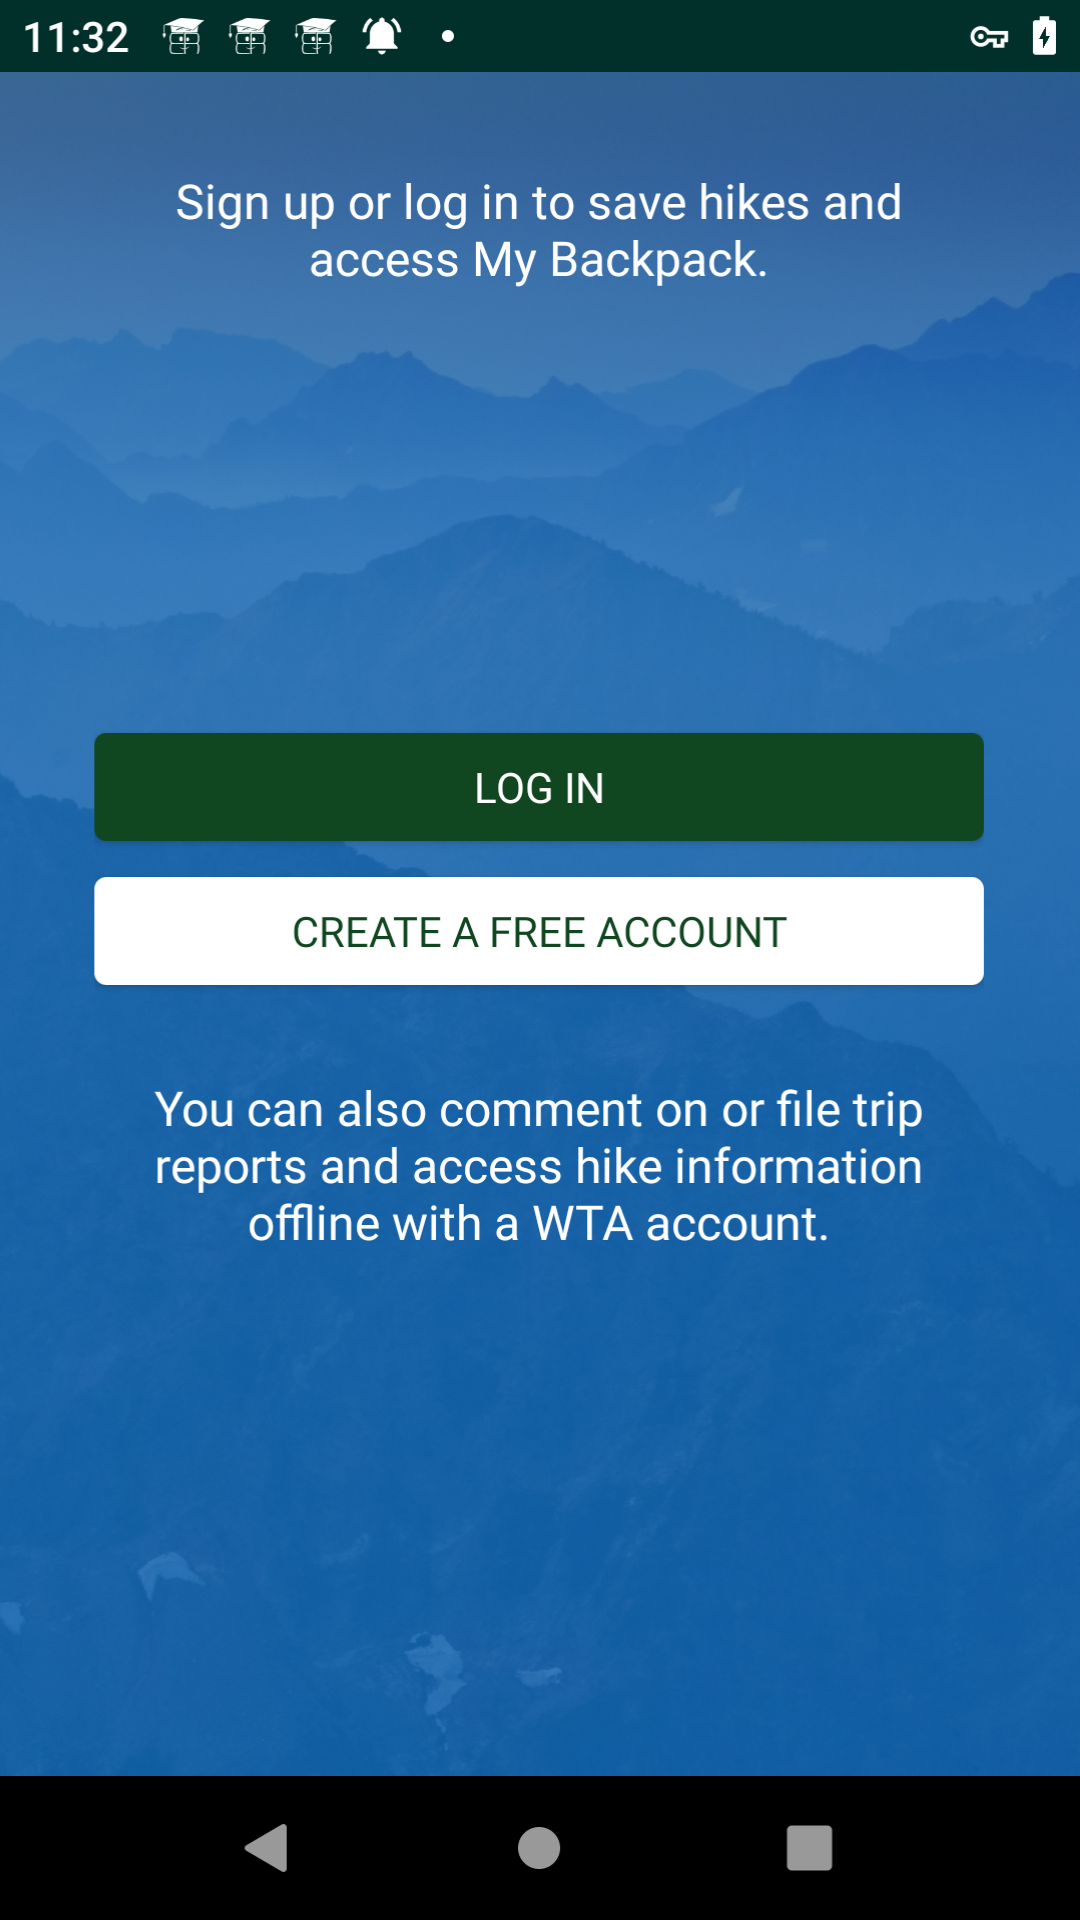 11:32
Sign up or log in to save hikes and
access My Backpack.
LOG IN
CREATE A FREE ACCOUNT
You can also comment on or file trip
reports and access hike information
offline with a WTA account.